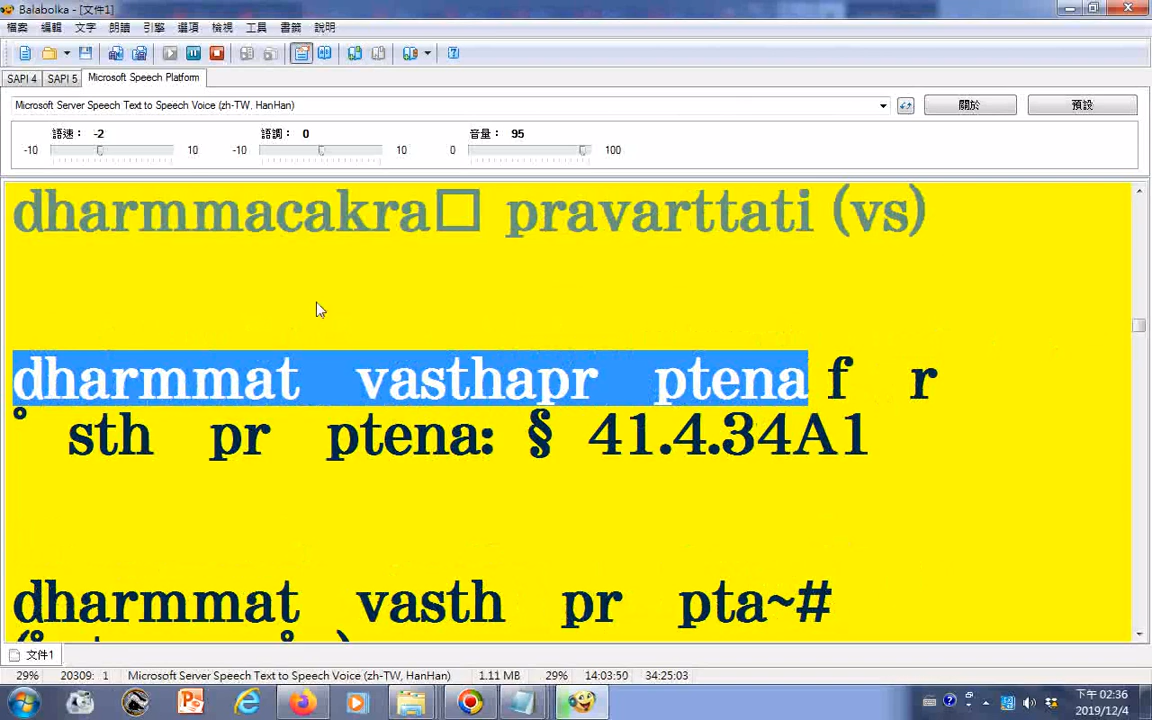 Balabolka - [文件1]
檔案 編輯 文字 朗讀 引擎 選項 檢視 工具 書籤 說明
SAPI 4 SAPI 5 Microsoft Speech Platform
Microsoft Server Speech Text to Speech Voice (zh-TW, HanHan) 關於 預設
語速： -2 語調： 0 音量： 95
-10 10 -10 10 0 100
dharmmacakra□ pravarttati (vs)
dharmmat vasthapr ptena f r
° sth pr ptena: § 41.4.34A1
dharmmat vasth pr pta~#
文件1
29% 20309: 1 Microsoft Server Speech Text to Speech Voice (zh-TW, HanHan) 1.11 MB 29% 14:03:50 34:25:03
下午 02:36
2019/12/4